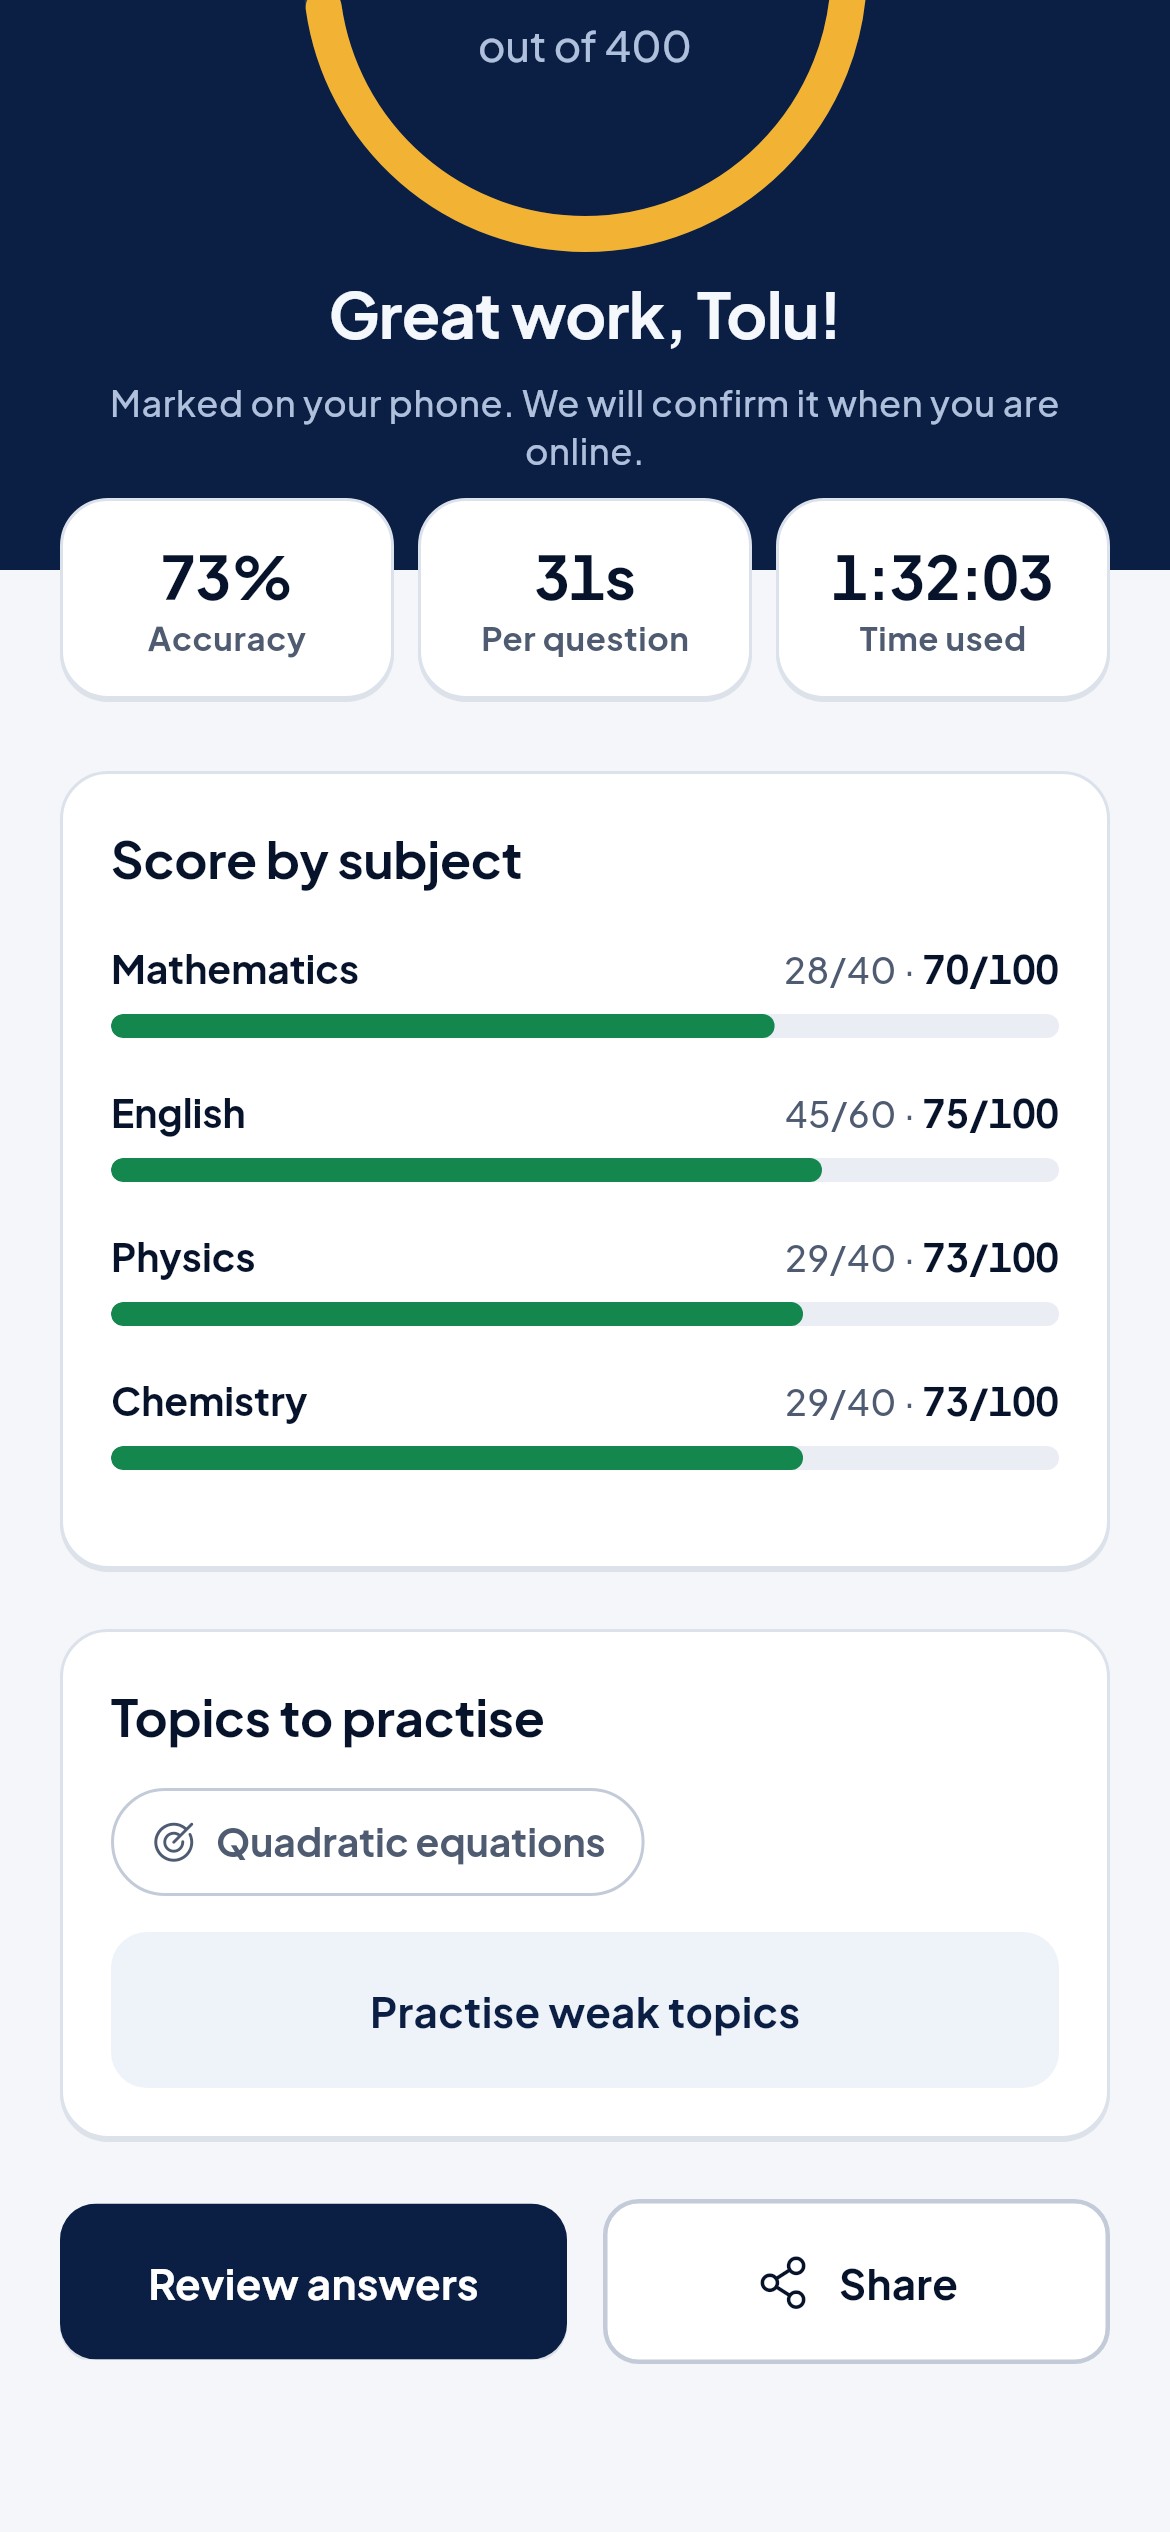 out of 400
Great work, Tolu!
Marked on your phone. We will confirm it when you are
online.
73%
Accuracy
31s
Per question
1:32:03
Time used
Score by subject
Mathematics 28/40 · 70/100
English 45/60 · 75/100
Physics 29/40 · 73/100
Chemistry 29/40 · 73/100
Topics to practise
Quadratic equations
Practise weak topics
Review answers
Share